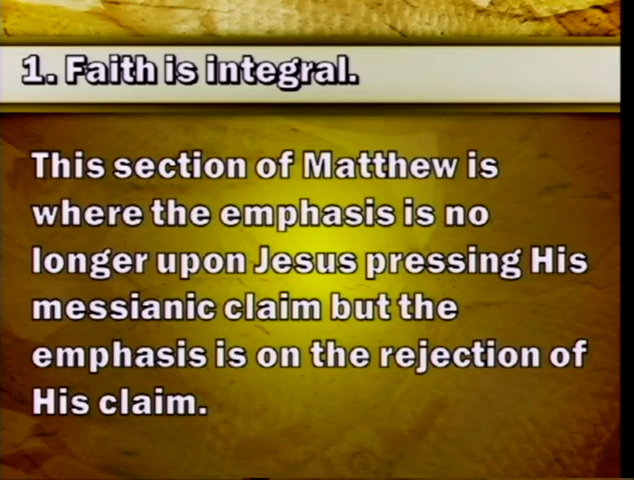 1. Faith is integral.
This section of Matthew is
where the emphasis is no
longer upon Jesus pressing His
messianic claim but the
emphasis is on the rejection of
His claim.